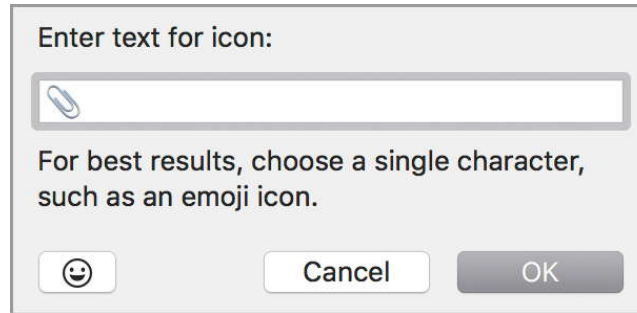 Enter text for icon:
📎
For best results, choose a single character,
such as an emoji icon.
Cancel
OK